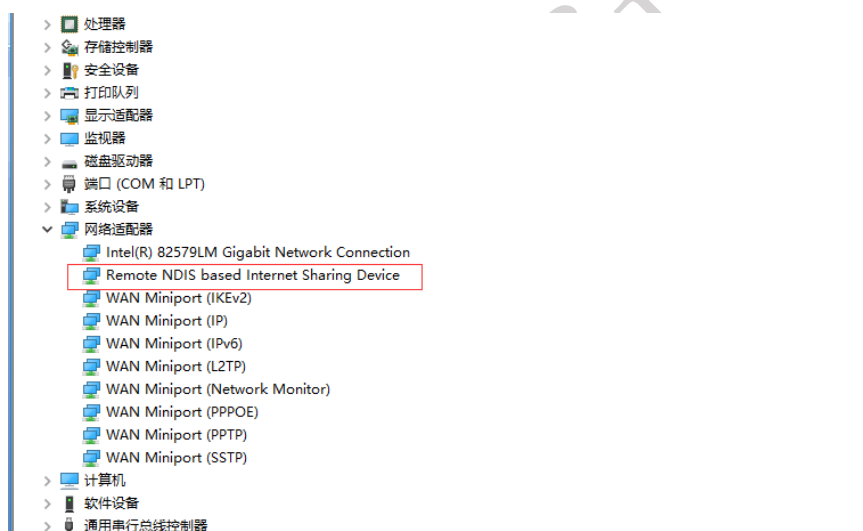 处理器
存储控制器
安全设备
打印队列
显示适配器
监视器
磁盘驱动器
端口 (COM 和 LPT)
系统设备
网络适配器
Intel(R) 82579LM Gigabit Network Connection
Remote NDIS based Internet Sharing Device
WAN Miniport (IKEv2)
WAN Miniport (IP)
WAN Miniport (IPv6)
WAN Miniport (L2TP)
WAN Miniport (Network Monitor)
WAN Miniport (PPPOE)
WAN Miniport (PPTP)
WAN Miniport (SSTP)
计算机
软件设备
通用串行总线控制器